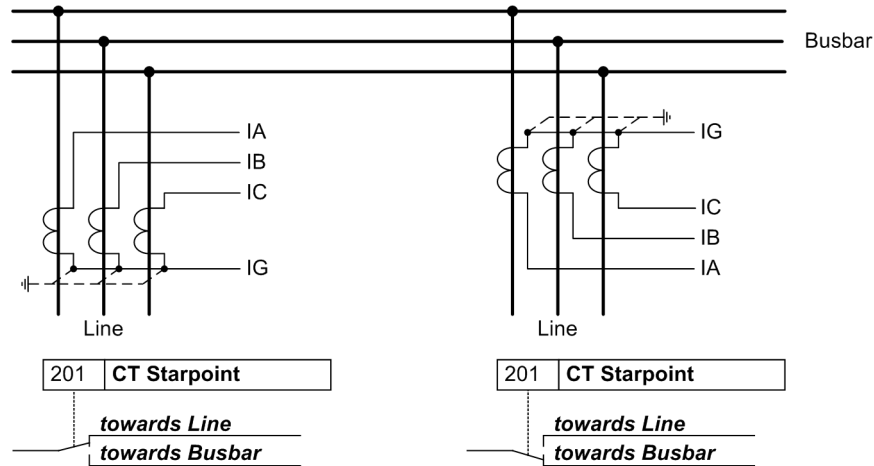 Busbar
IA
IB
IC
IG
Line
IG
IC
IB
IA
Line
201 CT Starpoint
towards Line
towards Busbar
201 CT Starpoint
towards Line
towards Busbar